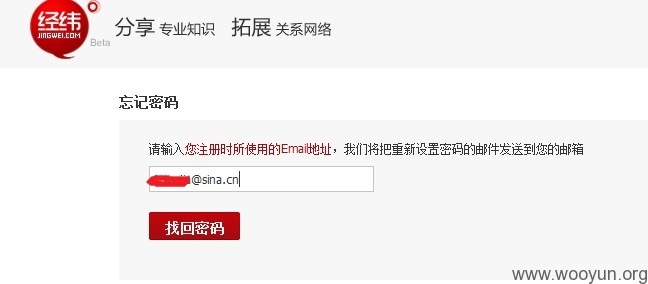 经纬
JINGWEI.COM
Beta
分享 专业知识 拓展 关系网络
忘记密码
请输入您注册时所使用的Email地址，我们将把重新设置密码的邮件发送到您的邮箱
@sina.cn
找回密码
www.wooyun.org